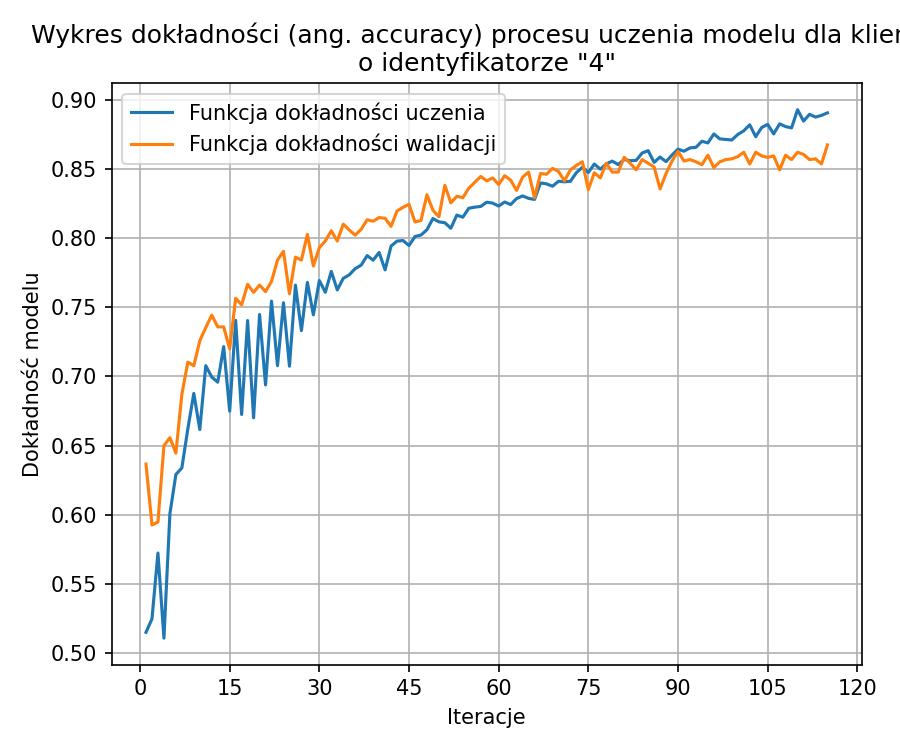 Wykres dokładności (ang. accuracy) procesu uczenia modelu dla
o identyfikatorze "4"
Funkcja dokładności uczenia
Funkcja dokładności walidacji
0.90
0.85
0.80
0.75
0.70
0.65
0.60
0.55
0.50
Dokładność modelu
0 15 30 45 60 75 90 105 120
Iteracje